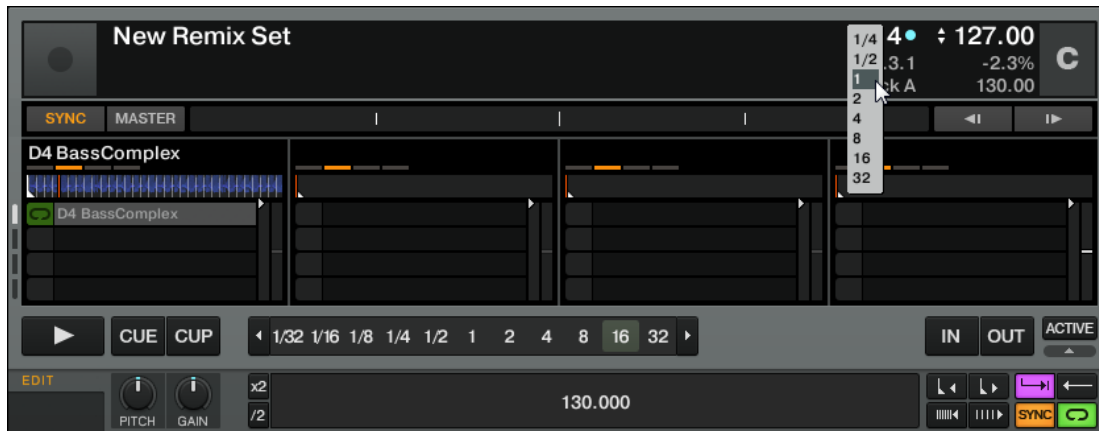 New Remix Set
1/4
1/2
1
2
4
8
16
32
4
.3.1
ck A
127.00
-2.3%
130.00
C
SYNC MASTER
D4 BassComplex
D4 BassComplex
CUE CUP 1/32 1/16 1/8 1/4 1/2 1 2 4 8 16 32 IN OUT ACTIVE
EDIT
PITCH GAIN
x2
/2
130.000
SYNC